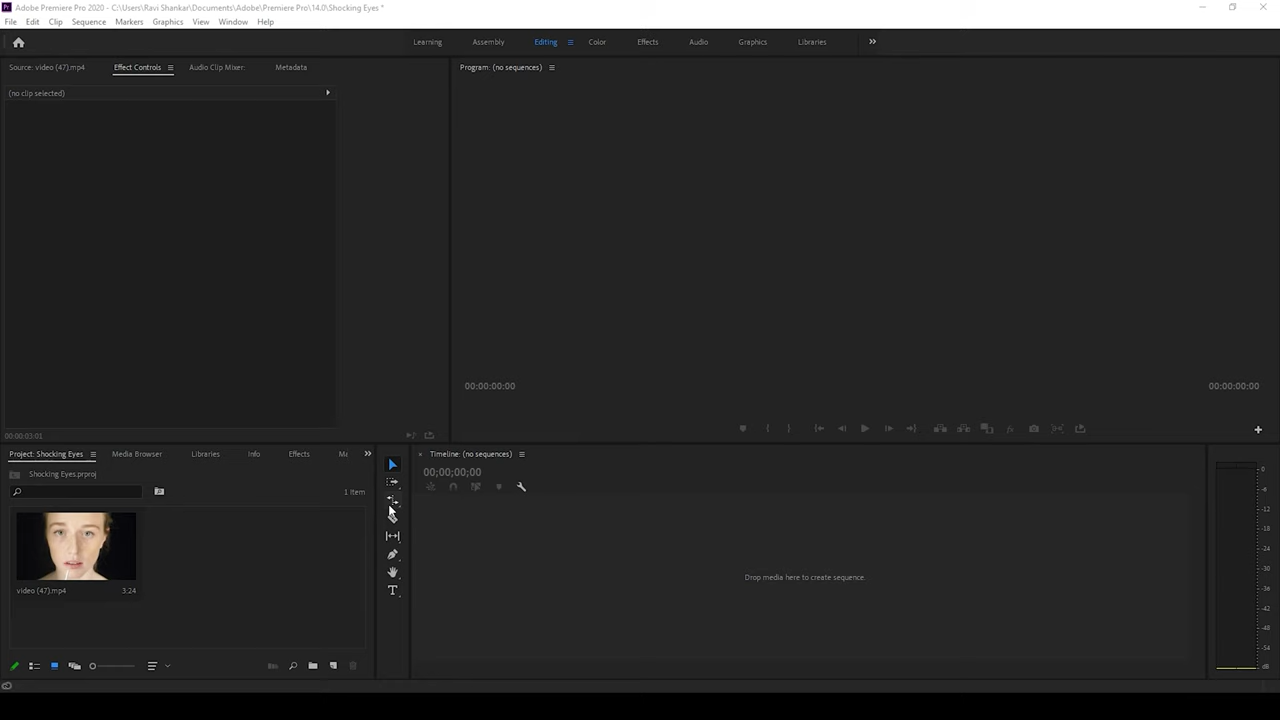 Adobe Premiere Pro 2020 - C:\Users\Ravi Shankar\Documents\Adobe\Premiere Pro\14.0\Shocking Eyes *
File Edit Clip Sequence Markers Graphics View Window Help
Learning Assembly Editing Color Effects Audio Graphics Libraries
Source: video (47).mp4 Effect Controls Audio Clip Mixer: Metadata
Program: (no sequences)
(no clip selected)
00;00;00;00 00;00;00;00
00:00:03:01
Project: Shocking Eyes Media Browser Libraries Info Effects Ma
Timeline: (no sequences)
Shocking Eyes.prproj
00;00;00;00
1 Item
video (47).mp4 3:24
Drop media here to create sequence.
0
-6
-12
-18
-24
-30
-36
-42
-48
-54
dB